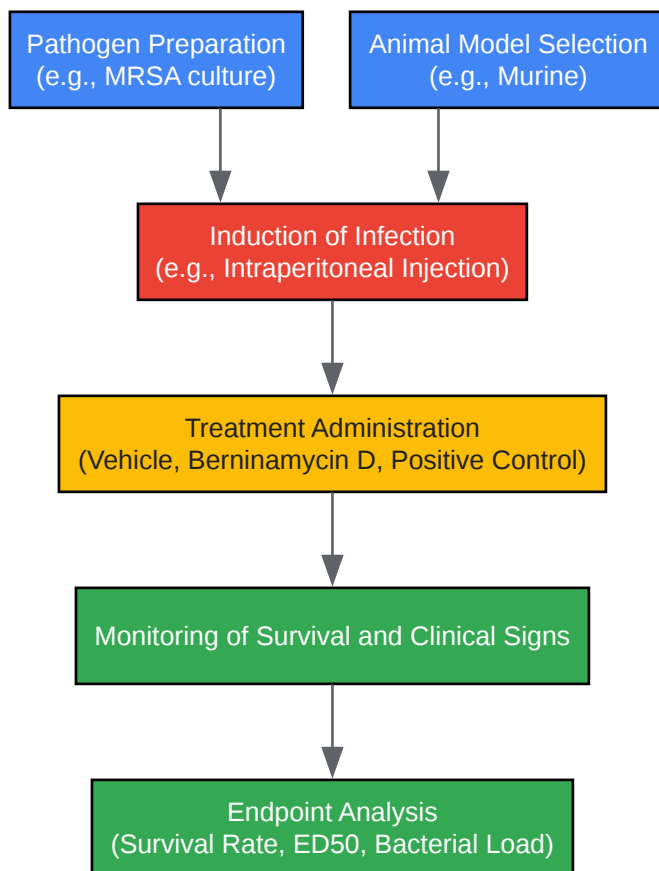 Pathogen Preparation
(e.g., MRSA culture)
Animal Model Selection
(e.g., Murine)
Induction of Infection
(e.g., Intraperitoneal Injection)
Treatment Administration
(Vehicle, Berninamycin D, Positive Control)
Monitoring of Survival and Clinical Signs
Endpoint Analysis
(Survival Rate, ED50, Bacterial Load)